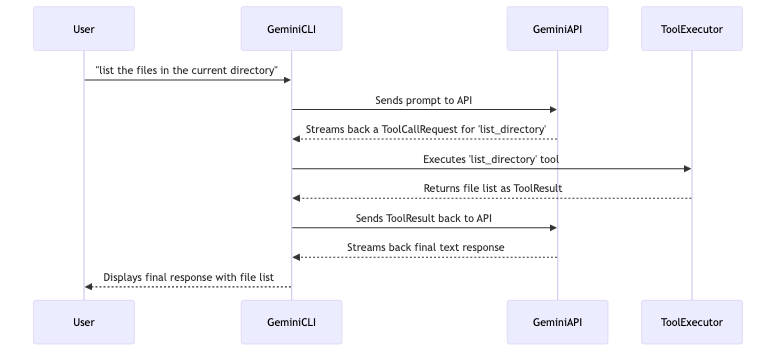 User
GeminiCLI
GeminiAPI
ToolExecutor
"list the files in the current directory"
Sends prompt to API
Streams back a ToolCallRequest for 'list_directory'
Executes 'list_directory' tool
Returns file list as ToolResult
Sends ToolResult back to API
Streams back final text response
Displays final response with file list
User
GeminiCLI
GeminiAPI
ToolExecutor